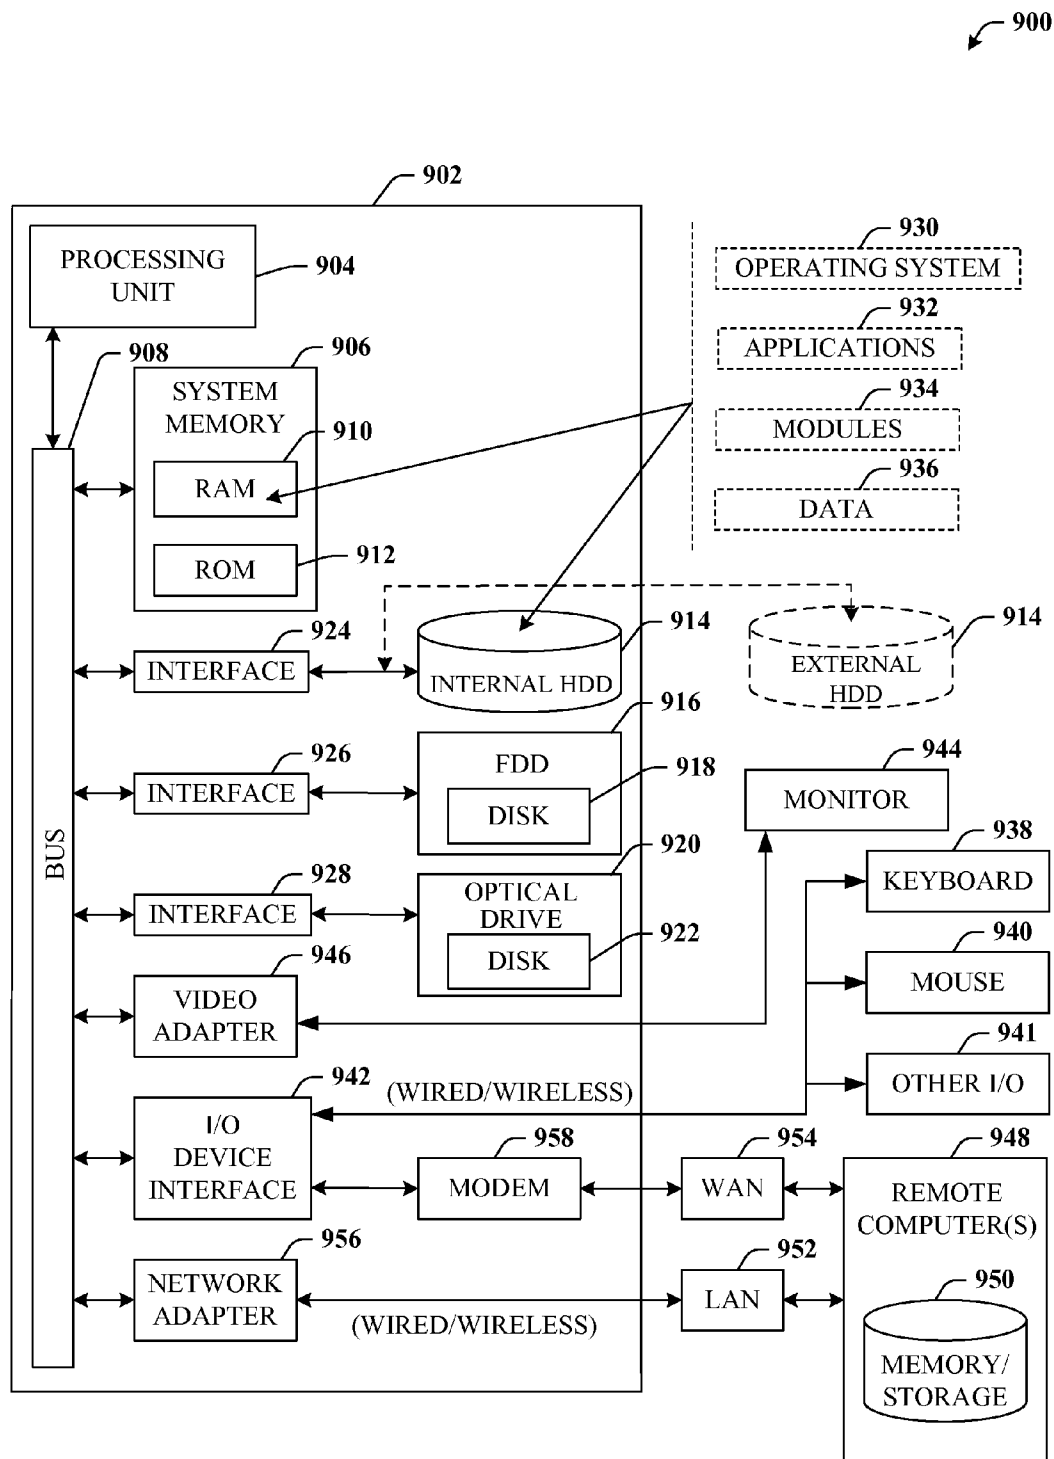 900
902
PROCESSING
UNIT
904
908
906
SYSTEM
MEMORY
910
RAM
912
ROM
930
OPERATING SYSTEM
932
APPLICATIONS
934
MODULES
936
DATA
924
INTERFACE
914
INTERNAL HDD
914
EXTERNAL
HDD
916
926
INTERFACE
FDD
918
DISK
944
MONITOR
BUS
920
928
INTERFACE
OPTICAL
DRIVE
922
DISK
938
KEYBOARD
940
MOUSE
946
VIDEO
ADAPTER
941
OTHER I/O
942
I/O
DEVICE
INTERFACE
(WIRED/WIRELESS)
958
MODEM
954
WAN
948
REMOTE
COMPUTER(S)
956
NETWORK
ADAPTER
(WIRED/WIRELESS)
952
LAN
950
MEMORY/
STORAGE